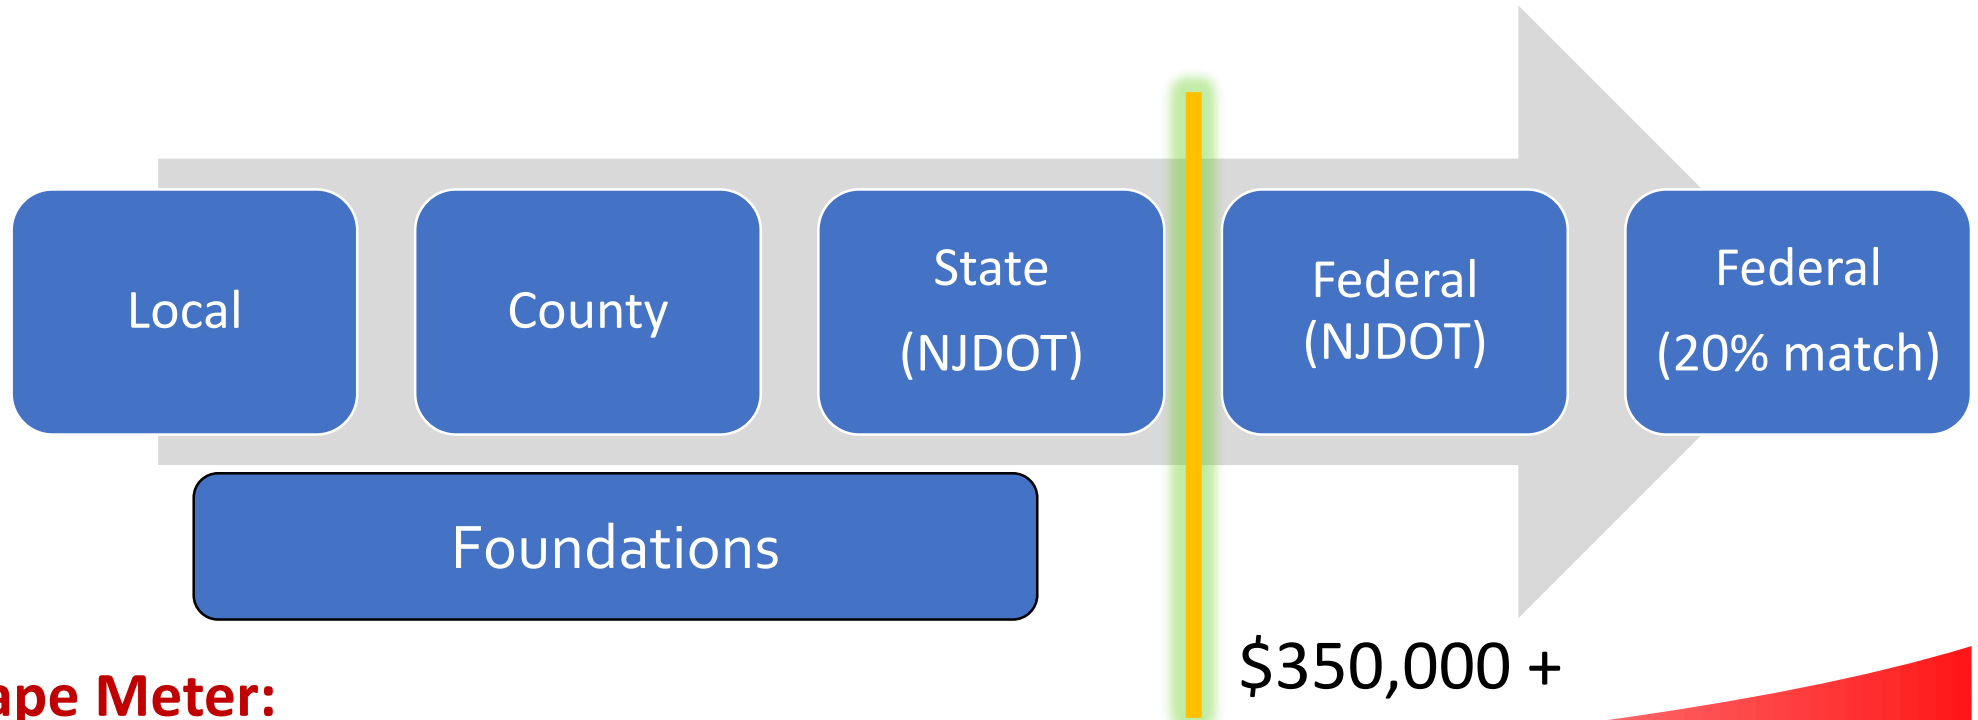 Local
County
State
(NJDOT)
Federal
(NJDOT)
Federal
(20% match)
Foundations
$350,000 +
ape Meter: